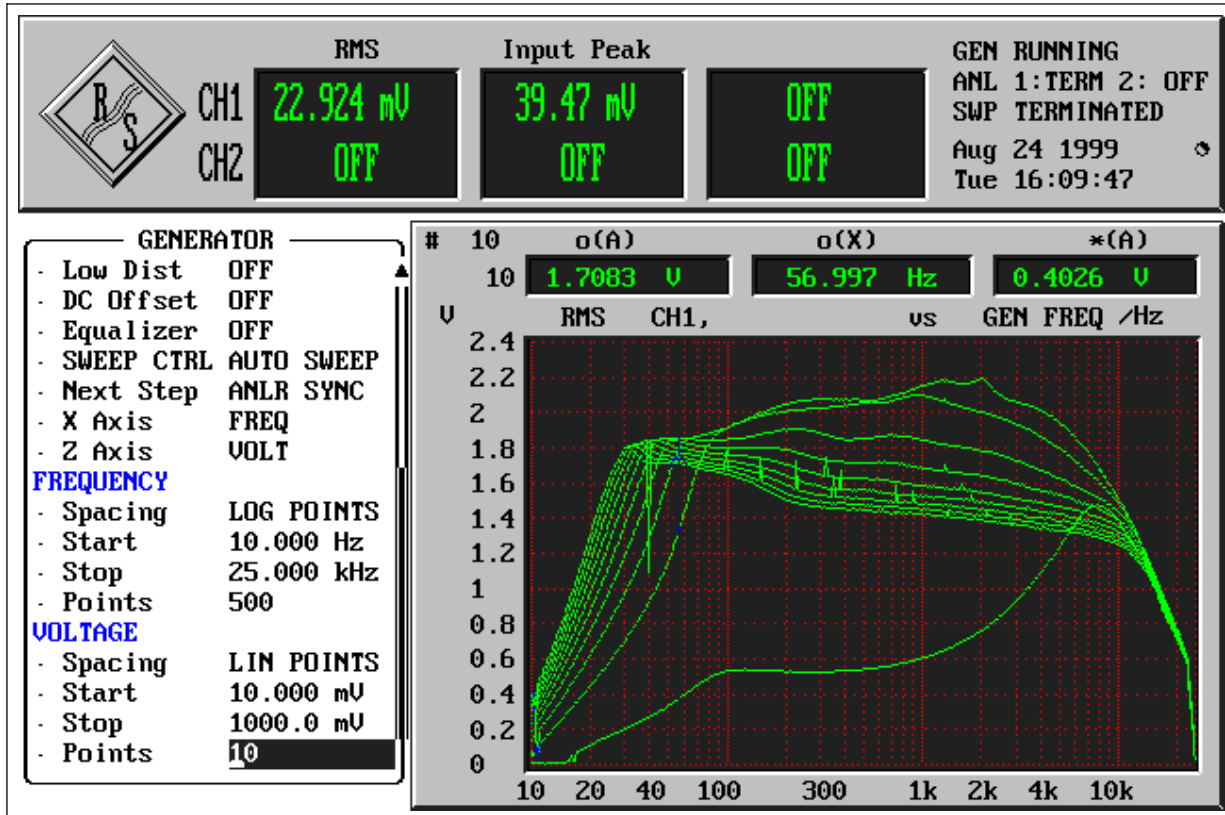 RMS Input Peak
R S
CH1 22.924 mV 39.47 mV OFF
CH2 OFF OFF OFF
GEN RUNNING
ANL 1:TERM 2: OFF
SWP TERMINATED
Aug 24 1999
Tue 16:09:47
GENERATOR
· Low Dist OFF
· DC Offset OFF
· Equalizer OFF
· SWEEP CTRL AUTO SWEEP
· Next Step ANLR SYNC
· X Axis FREQ
· Z Axis VOLT
FREQUENCY
· Spacing LOG POINTS
· Start 10.000 Hz
· Stop 25.000 kHz
· Points 500
VOLTAGE
· Spacing LIN POINTS
· Start 10.000 mV
· Stop 1000.0 mV
· Points 10
# 10 o(A) o(X) *(A)
10 1.7083 V 56.997 Hz 0.4026 V
V RMS CH1, vs GEN FREQ /Hz
2.4
2.2
2
1.8
1.6
1.4
1.2
1
0.8
0.6
0.4
0.2
0
10 20 40 100 300 1k 2k 4k 10k